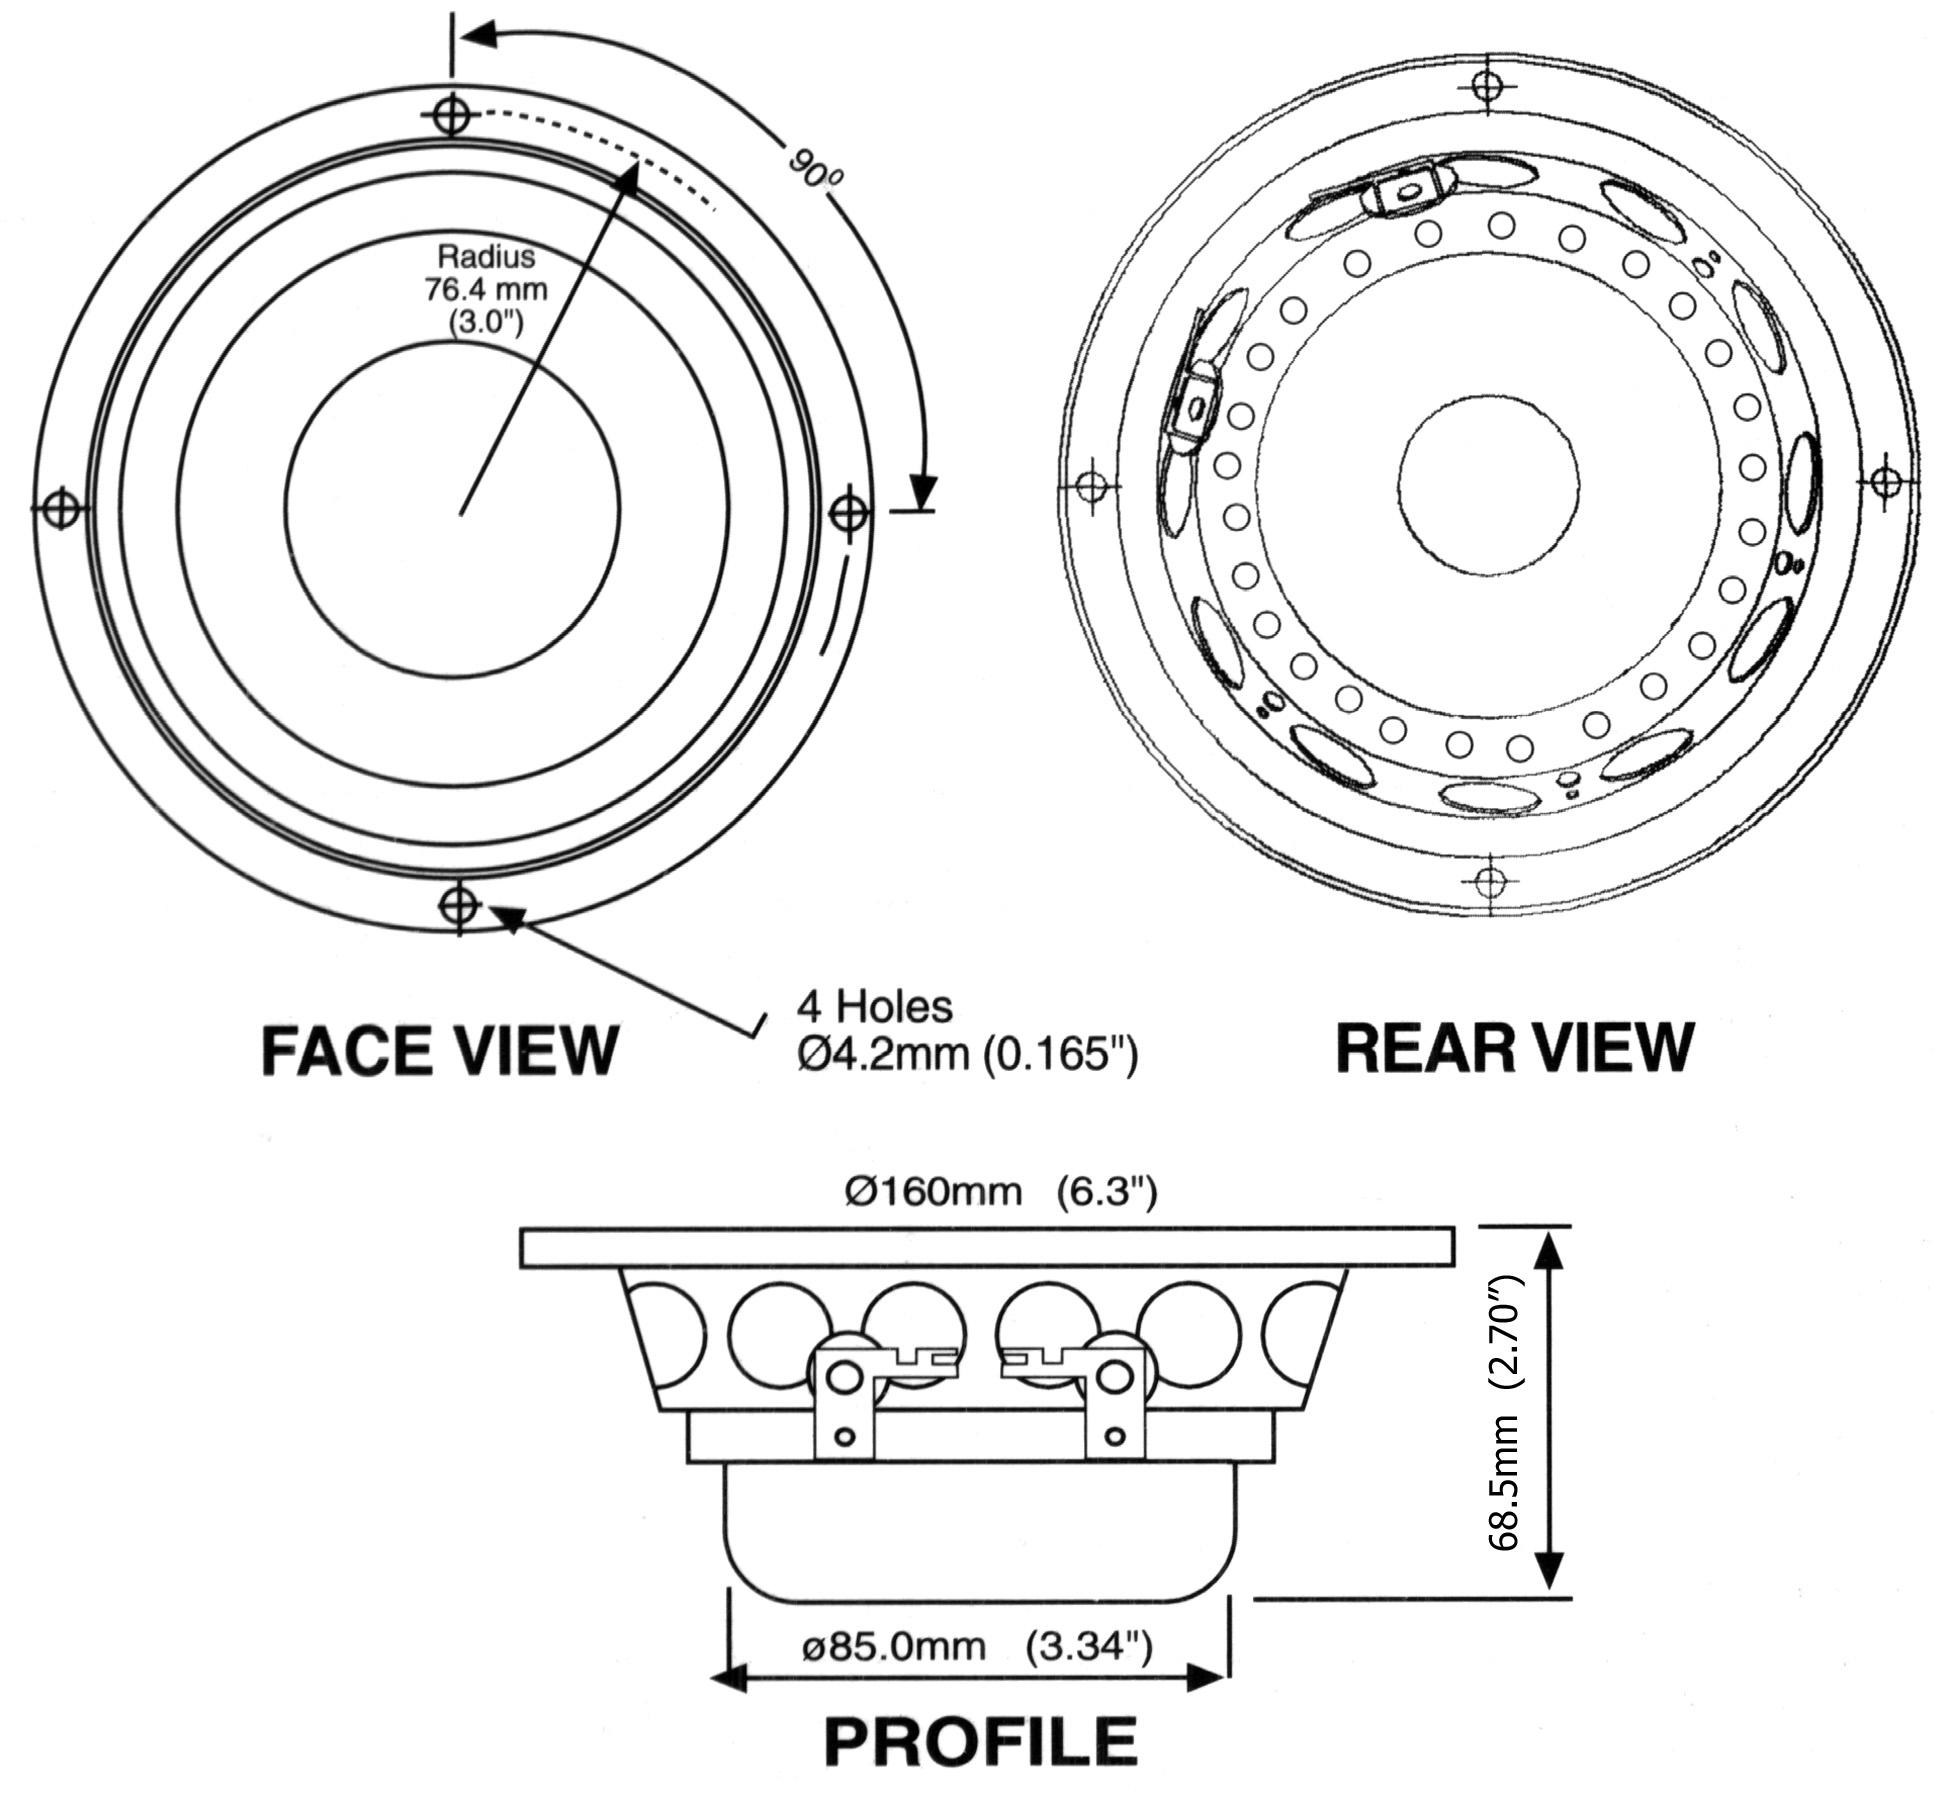 90⁰
Radius
76.4 mm
(3.0")
4 Holes
Ø4.2mm (0.165")
FACE VIEW
REAR VIEW
Ø160mm (6.3")
68.5mm (2.70")
ø85.0mm (3.34")
PROFILE